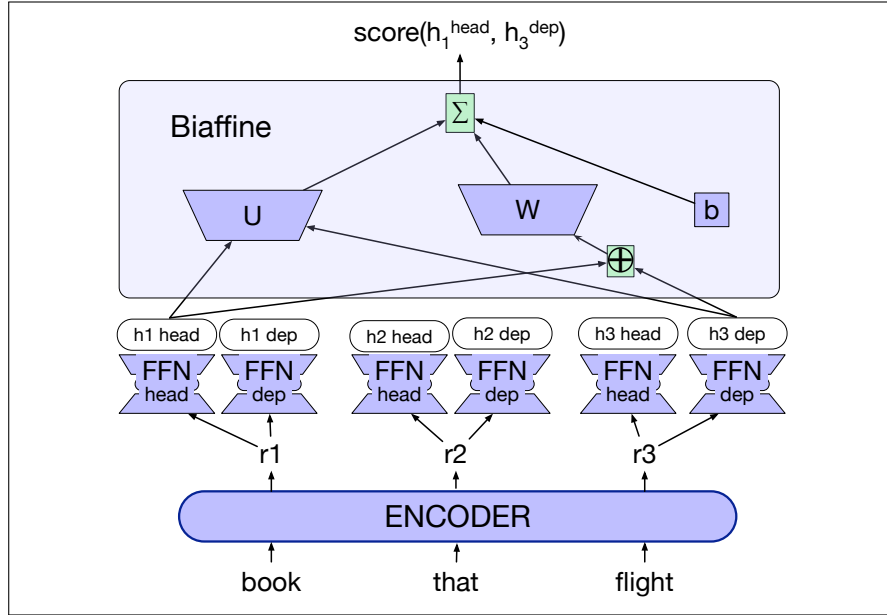 score(h₁ʰᵉᵃᵈ, h₃ᵈᵉᵖ)
Σ
Biaffine
U
W
b
⊕
h1 head
h1 dep
h2 head
h2 dep
h3 head
h3 dep
FFN
head
FFN
dep
FFN
head
FFN
dep
FFN
head
FFN
dep
r1
r2
r3
ENCODER
book
that
flight